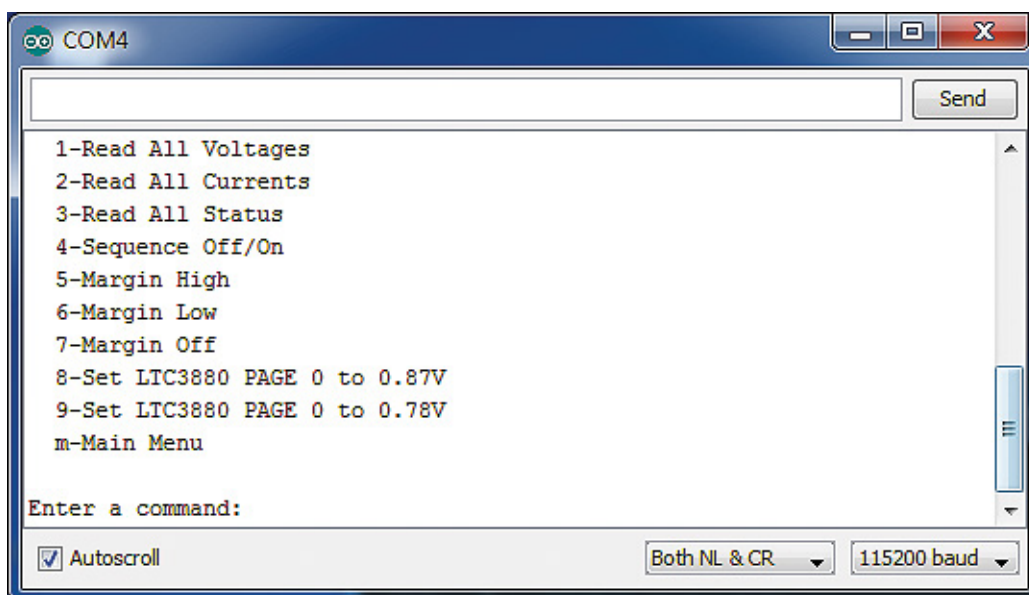 COM4
Send
1-Read All Voltages
2-Read All Currents
3-Read All Status
4-Sequence Off/On
5-Margin High
6-Margin Low
7-Margin Off
8-Set LTC3880 PAGE 0 to 0.87V
9-Set LTC3880 PAGE 0 to 0.78V
m-Main Menu
Enter a command:
Autoscroll Both NL & CR 115200 baud